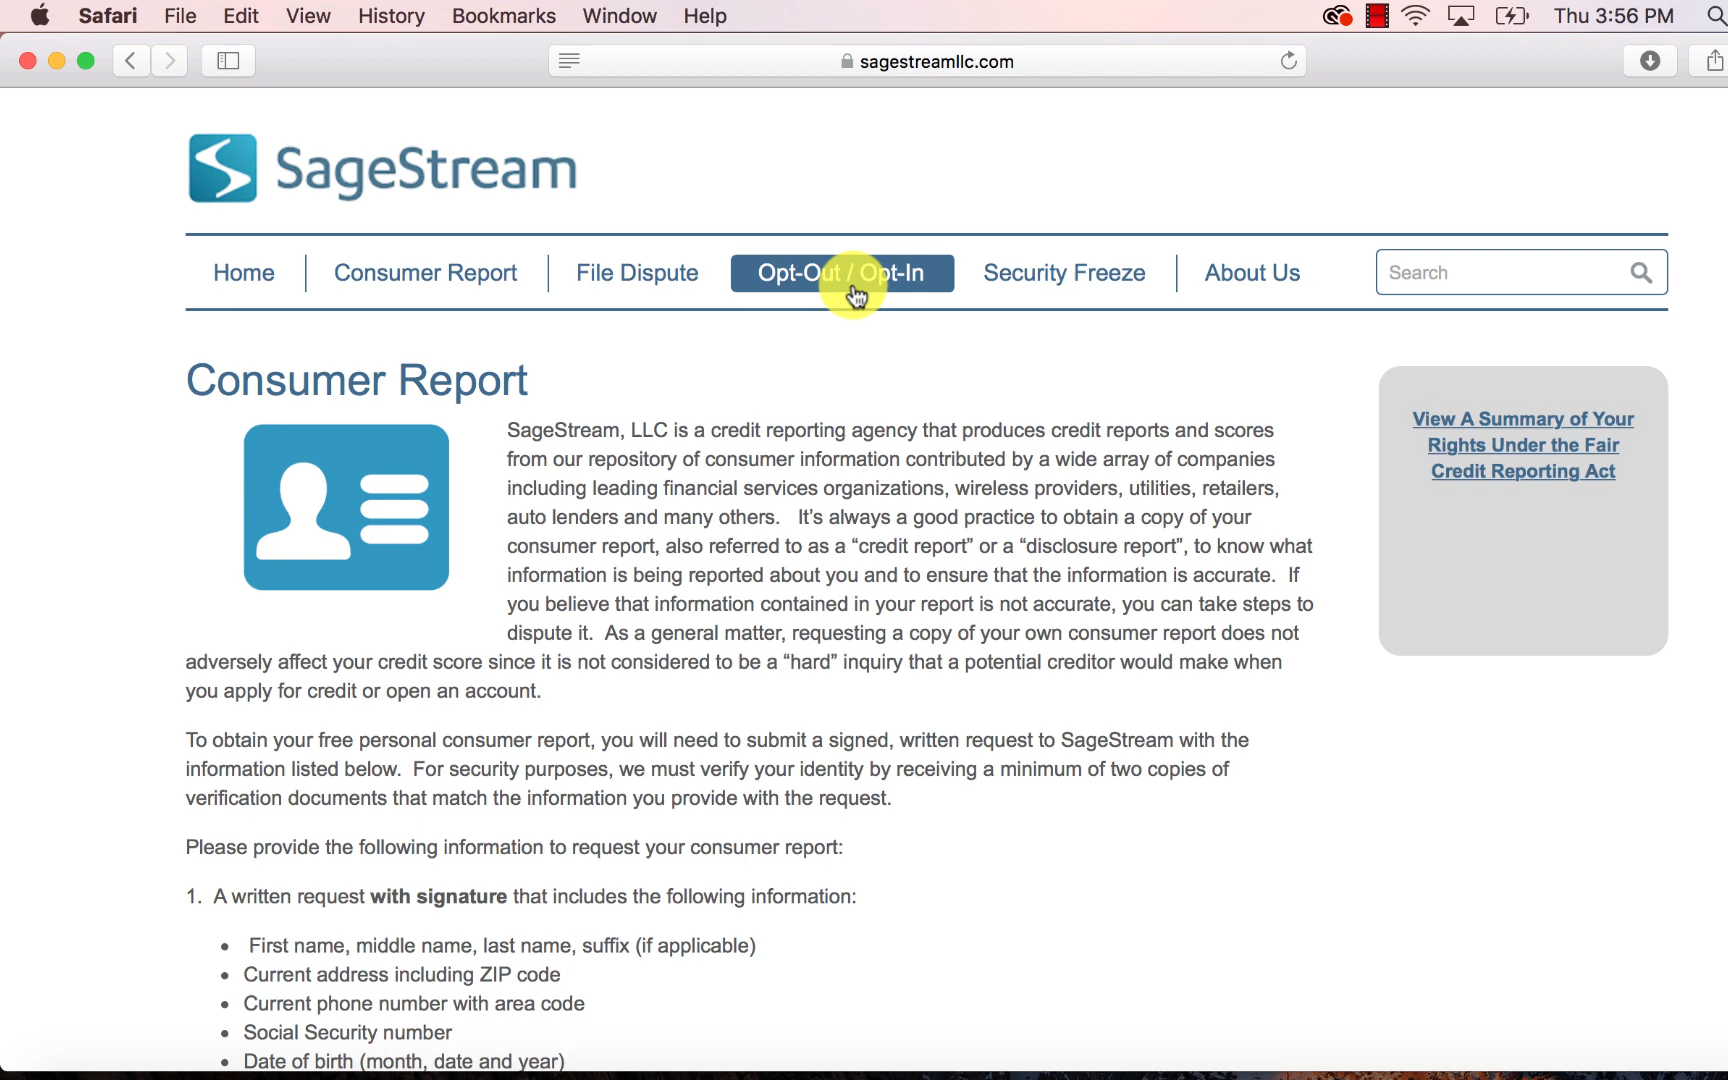 Safari File Edit View History Bookmarks Window Help Thu 3:56 PM
sagestreamllc.com
SageStream
Home Consumer Report File Dispute Opt-Out / Opt-In Security Freeze About Us Search
Consumer Report
SageStream, LLC is a credit reporting agency that produces credit reports and scores
from our repository of consumer information contributed by a wide array of companies
including leading financial services organizations, wireless providers, utilities, retailers,
auto lenders and many others. It’s always a good practice to obtain a copy of your
consumer report, also referred to as a “credit report” or a “disclosure report”, to know what
information is being reported about you and to ensure that the information is accurate. If
you believe that information contained in your report is not accurate, you can take steps to
dispute it. As a general matter, requesting a copy of your own consumer report does not
adversely affect your credit score since it is not considered to be a “hard” inquiry that a potential creditor would make when
you apply for credit or open an account.
To obtain your free personal consumer report, you will need to submit a signed, written request to SageStream with the
information listed below. For security purposes, we must verify your identity by receiving a minimum of two copies of
verification documents that match the information you provide with the request.
Please provide the following information to request your consumer report:
1. A written request with signature that includes the following information:
• First name, middle name, last name, suffix (if applicable)
• Current address including ZIP code
• Current phone number with area code
• Social Security number
• Date of birth (month, date and year)
View A Summary of Your
Rights Under the Fair
Credit Reporting Act